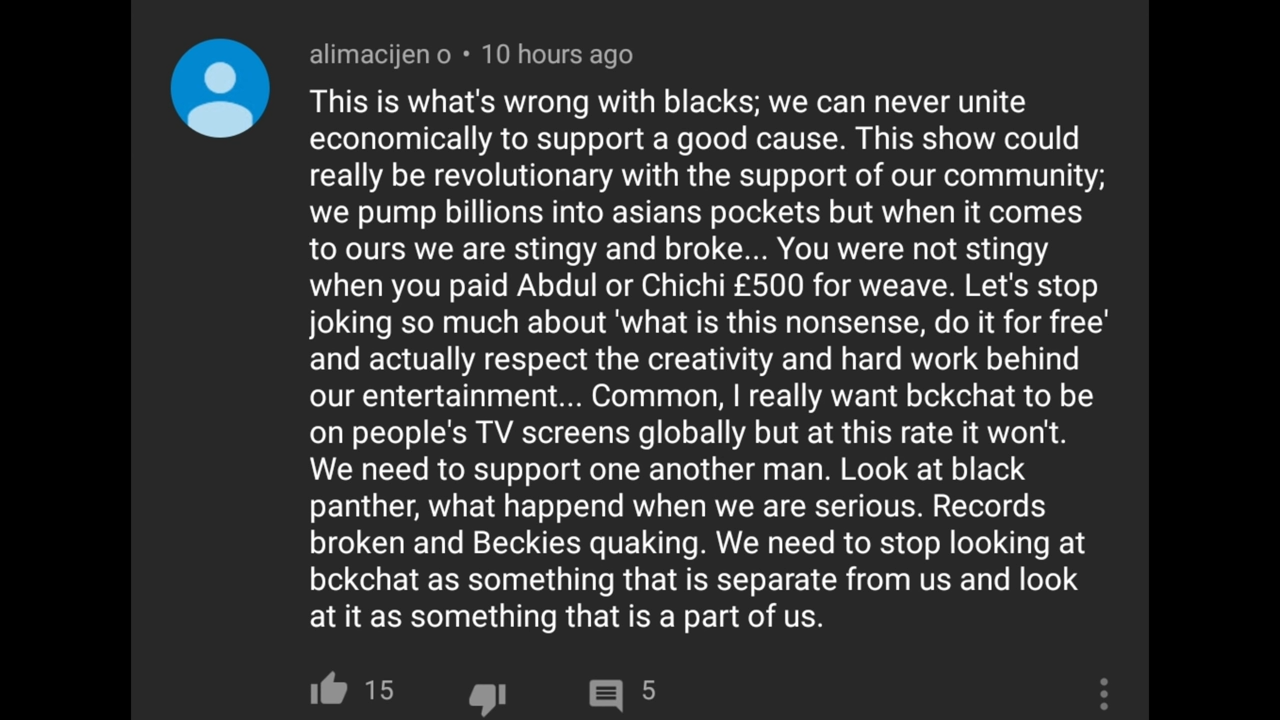 alimacijen o • 10 hours ago
This is what's wrong with blacks; we can never unite
economically to support a good cause. This show could
really be revolutionary with the support of our community;
we pump billions into asians pockets but when it comes
to ours we are stingy and broke... You were not stingy
when you paid Abdul or Chichi £500 for weave. Let's stop
joking so much about 'what is this nonsense, do it for free'
and actually respect the creativity and hard work behind
our entertainment... Common, I really want bckchat to be
on people's TV screens globally but at this rate it won't.
We need to support one another man. Look at black
panther, what happend when we are serious. Records
broken and Beckies quaking. We need to stop looking at
bckchat as something that is separate from us and look
at it as something that is a part of us.
15 5